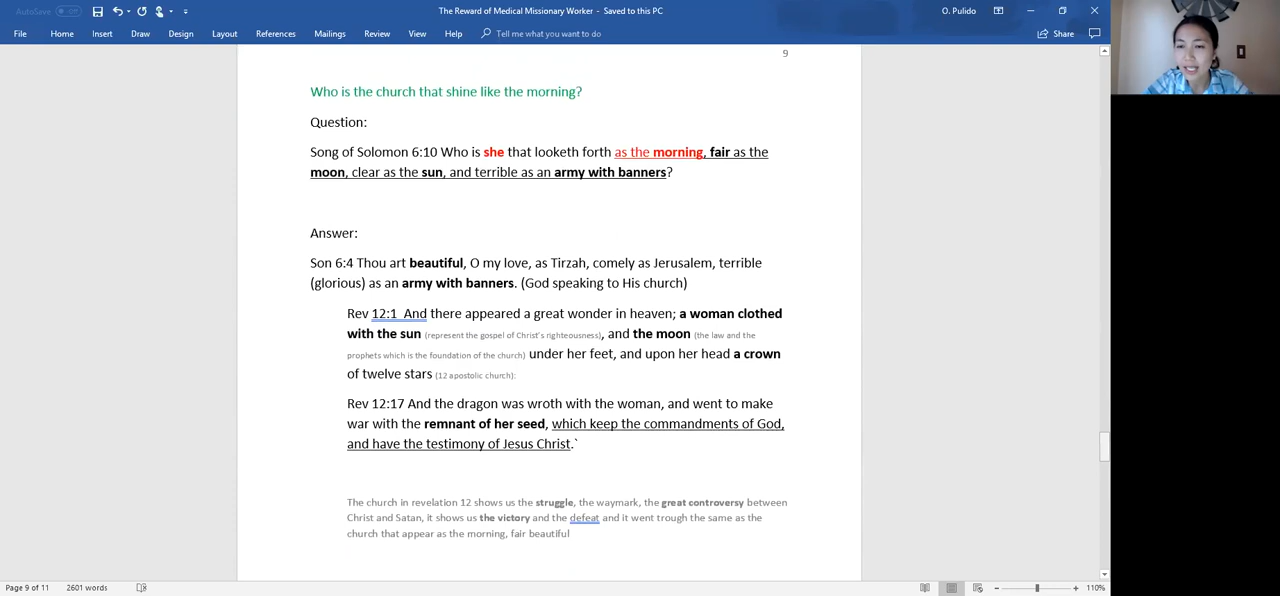 AutoSave Off The Reward of Medical Missionary Worker - Saved to this PC O. Pulido
File Home Insert Draw Design Layout References Mailings Review View Help Tell me what you want to do Share
9
Who is the church that shine like the morning?
Question:
Song of Solomon 6:10 Who is she that looketh forth as the morning, fair as the
moon, clear as the sun, and terrible as an army with banners?
Answer:
Son 6:4 Thou art beautiful, O my love, as Tirzah, comely as Jerusalem, terrible
(glorious) as an army with banners. (God speaking to His church)
Rev 12:1 And there appeared a great wonder in heaven; a woman clothed
with the sun (represent the gospel of Christ's righteousness), and the moon (the law and the
prophets which is the foundation of the church) under her feet, and upon her head a crown
of twelve stars (12 apostolic church):
Rev 12:17 And the dragon was wroth with the woman, and went to make
war with the remnant of her seed, which keep the commandments of God,
and have the testimony of Jesus Christ.`
The church in revelation 12 shows us the struggle, the waymark, the great controversy between
Christ and Satan, it shows us the victory and the defeat and it went trough the same as the
church that appear as the morning, fair beautiful
Page 9 of 11 2601 words 110%